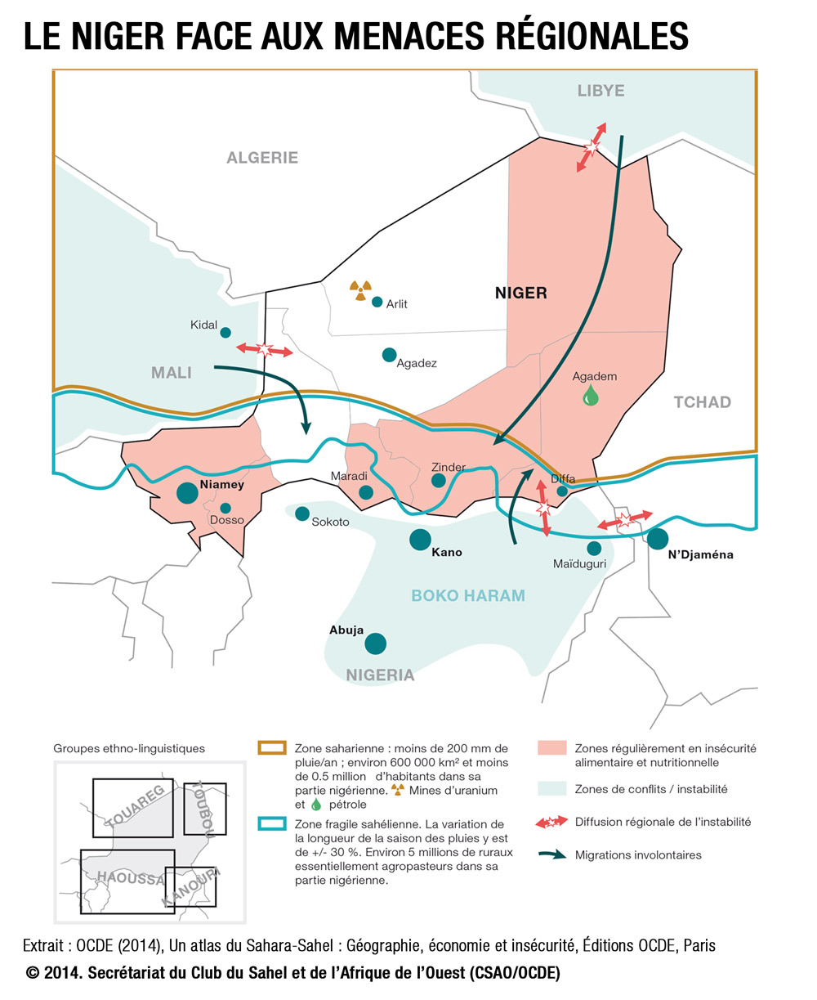 LE NIGER FACE AUX MENACES RÉGIONALES
LIBYE
ALGERIE
NIGER
Arlit
Kidal
Agadez
MALI
Agadem
TCHAD
Zinder
Maradi
Diffa
Niamey
Dosso
Sokoto
Kano
Maïduguri
N'Djaména
BOKO HARAM
Abuja
NIGERIA
Groupes ethno-linguistiques
TOUAREG
TOUBOU
HAOUSSA
KANOURI
Zone saharienne : moins de 200 mm de
pluie/an ; environ 600 000 km² et moins
de 0.5 million d'habitants dans sa
partie nigérienne. Mines d'uranium
et pétrole
Zone fragile sahélienne. La variation de
la longueur de la saison des pluies y est
de +/- 30 %. Environ 5 millions de ruraux
essentiellement agropasteurs dans sa
partie nigérienne.
Zones régulièrement en insécurité
alimentaire et nutritionnelle
Zones de conflits / instabilité
Diffusion régionale de l'instabilité
Migrations involontaires
Extrait : OCDE (2014), Un atlas du Sahara-Sahel : Géographie, économie et insécurité, Éditions OCDE, Paris
© 2014. Secrétariat du Club du Sahel et de l'Afrique de l'Ouest (CSAO/OCDE)